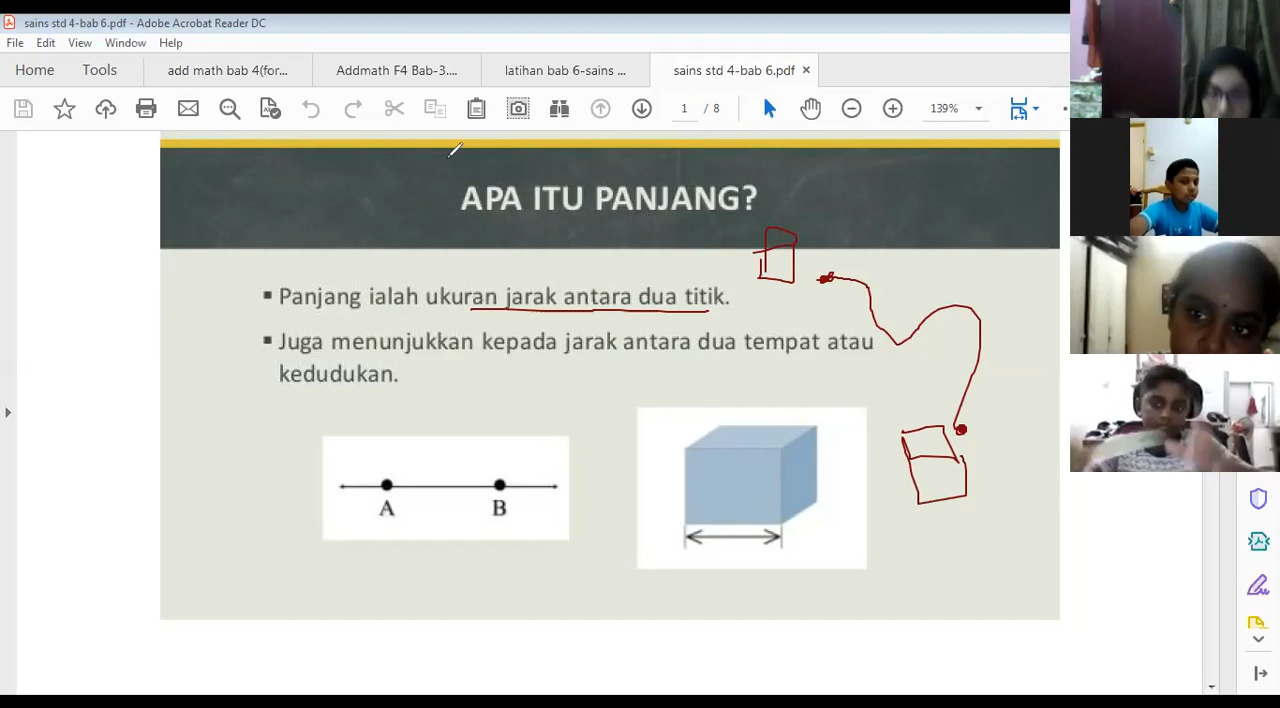 sains std 4-bab 6.pdf - Adobe Acrobat Reader DC
File Edit View Window Help
Home Tools add math bab 4(for... Addmath F4 Bab-3.... latihan bab 6-sains ... sains std 4-bab 6.pdf ×
1 / 8 139%
APA ITU PANJANG?
▪ Panjang ialah ukuran jarak antara dua titik.
▪ Juga menunjukkan kepada jarak antara dua tempat atau
kedudukan.
A B